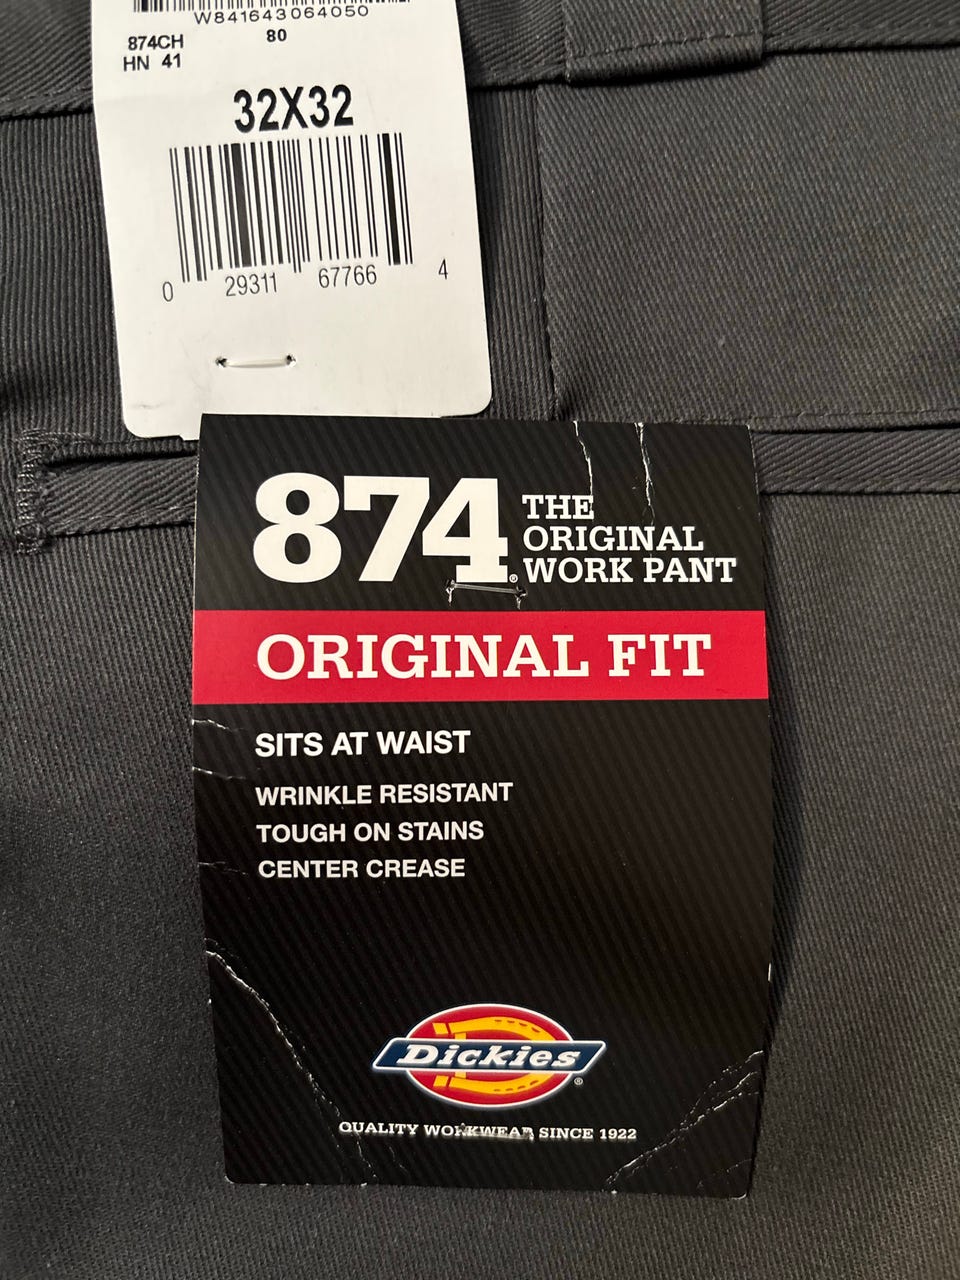 W841643064050
874CH 80
HN 41
32X32
0 29311 67766 4
874® THE
ORIGINAL
WORK PANT
ORIGINAL FIT
SITS AT WAIST
WRINKLE RESISTANT
TOUGH ON STAINS
CENTER CREASE
Dickies®
QUALITY WORKWEAR SINCE 1922